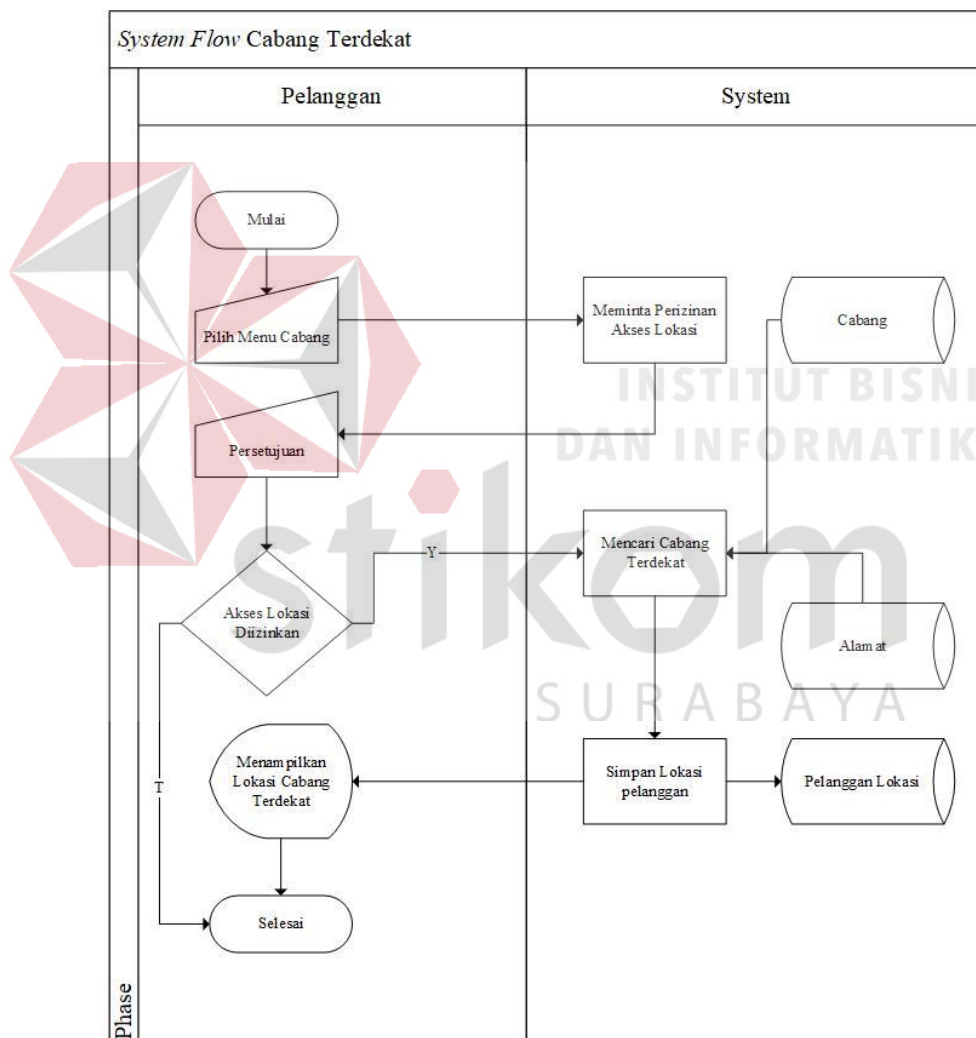 System Flow Cabang Terdekat
Pelanggan
System
Mulai
Pilih Menu Cabang
Meminta Perizinan
Akses Lokasi
Cabang
INSTITUT BISNI
DAN INFORMATIK
Persetujuan
stikom
SURABAYA
Y
Mencari Cabang
Terdekat
Akses Lokasi
Diizinkan
Alamat
T
Menampilkan
Lokasi Cabang
Terdekat
Simpan Lokasi
pelanggan
Pelanggan Lokasi
Selesai
Phase